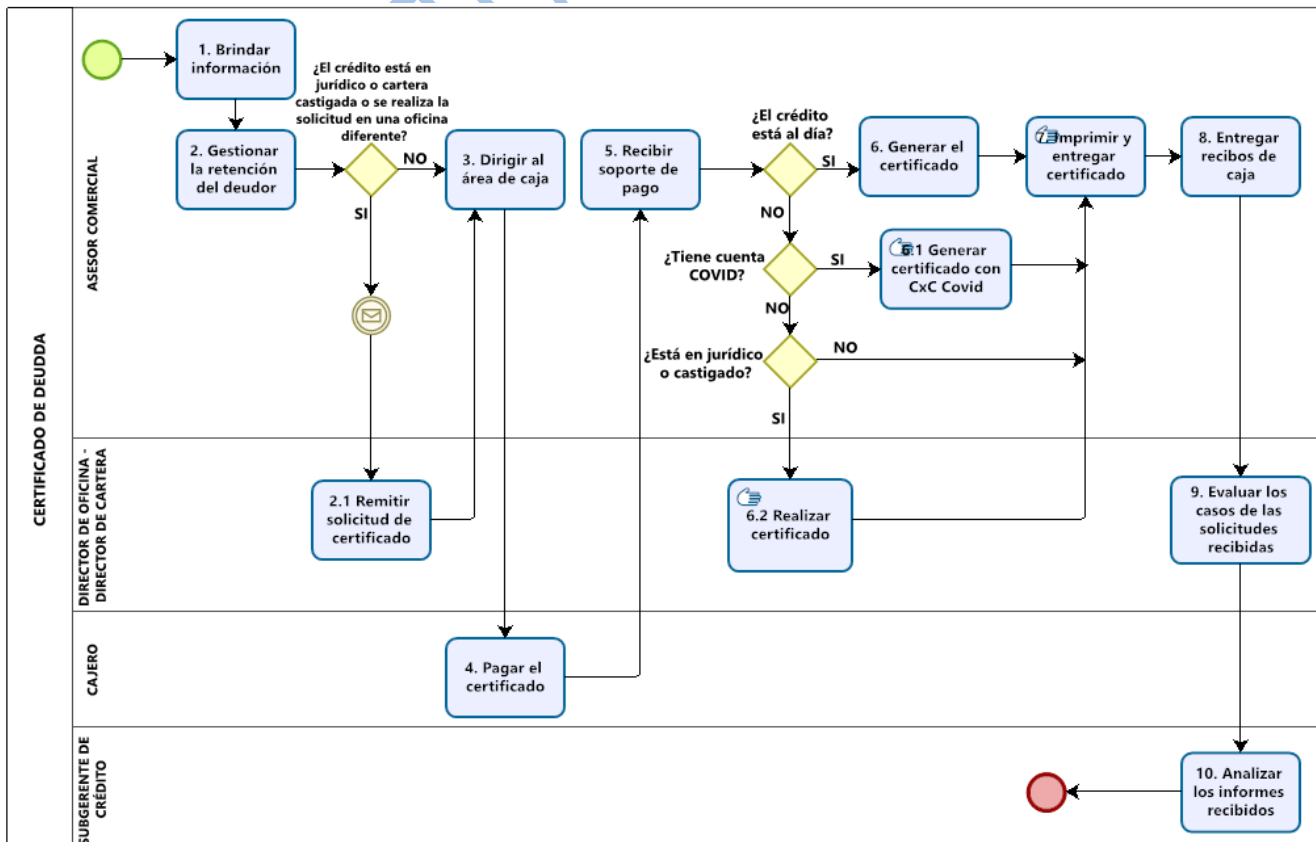 CERTIFICADO DE DEUDDA
ASESOR COMERCIAL
1. Brindar
información
2. Gestionar
la retención
del deudor
¿El crédito está en
jurídico o cartera
castigada o se realiza la
solicitud en una oficina
diferente?
NO
SI
3. Dirigir al
área de caja
5. Recibir
soporte de
pago
¿El crédito
está al día?
SI
NO
6. Generar el
certificado
7. Imprimir y
entregar
certificado
8. Entregar
recibos de
caja
¿Tiene cuenta
COVID?
SI
NO
6.1 Generar
certificado con
CxC Covid
¿Está en jurídico
o castigado?
NO
SI
DIRECTOR DE OFICINA -
DIRECTOR DE CARTERA
2.1 Remitir
solicitud de
certificado
6.2 Realizar
certificado
9. Evaluar los
casos de las
solicitudes
recibidas
CAJERO
4. Pagar el
certificado
SUBGERENTE DE
CRÉDITO
10. Analizar
los informes
recibidos